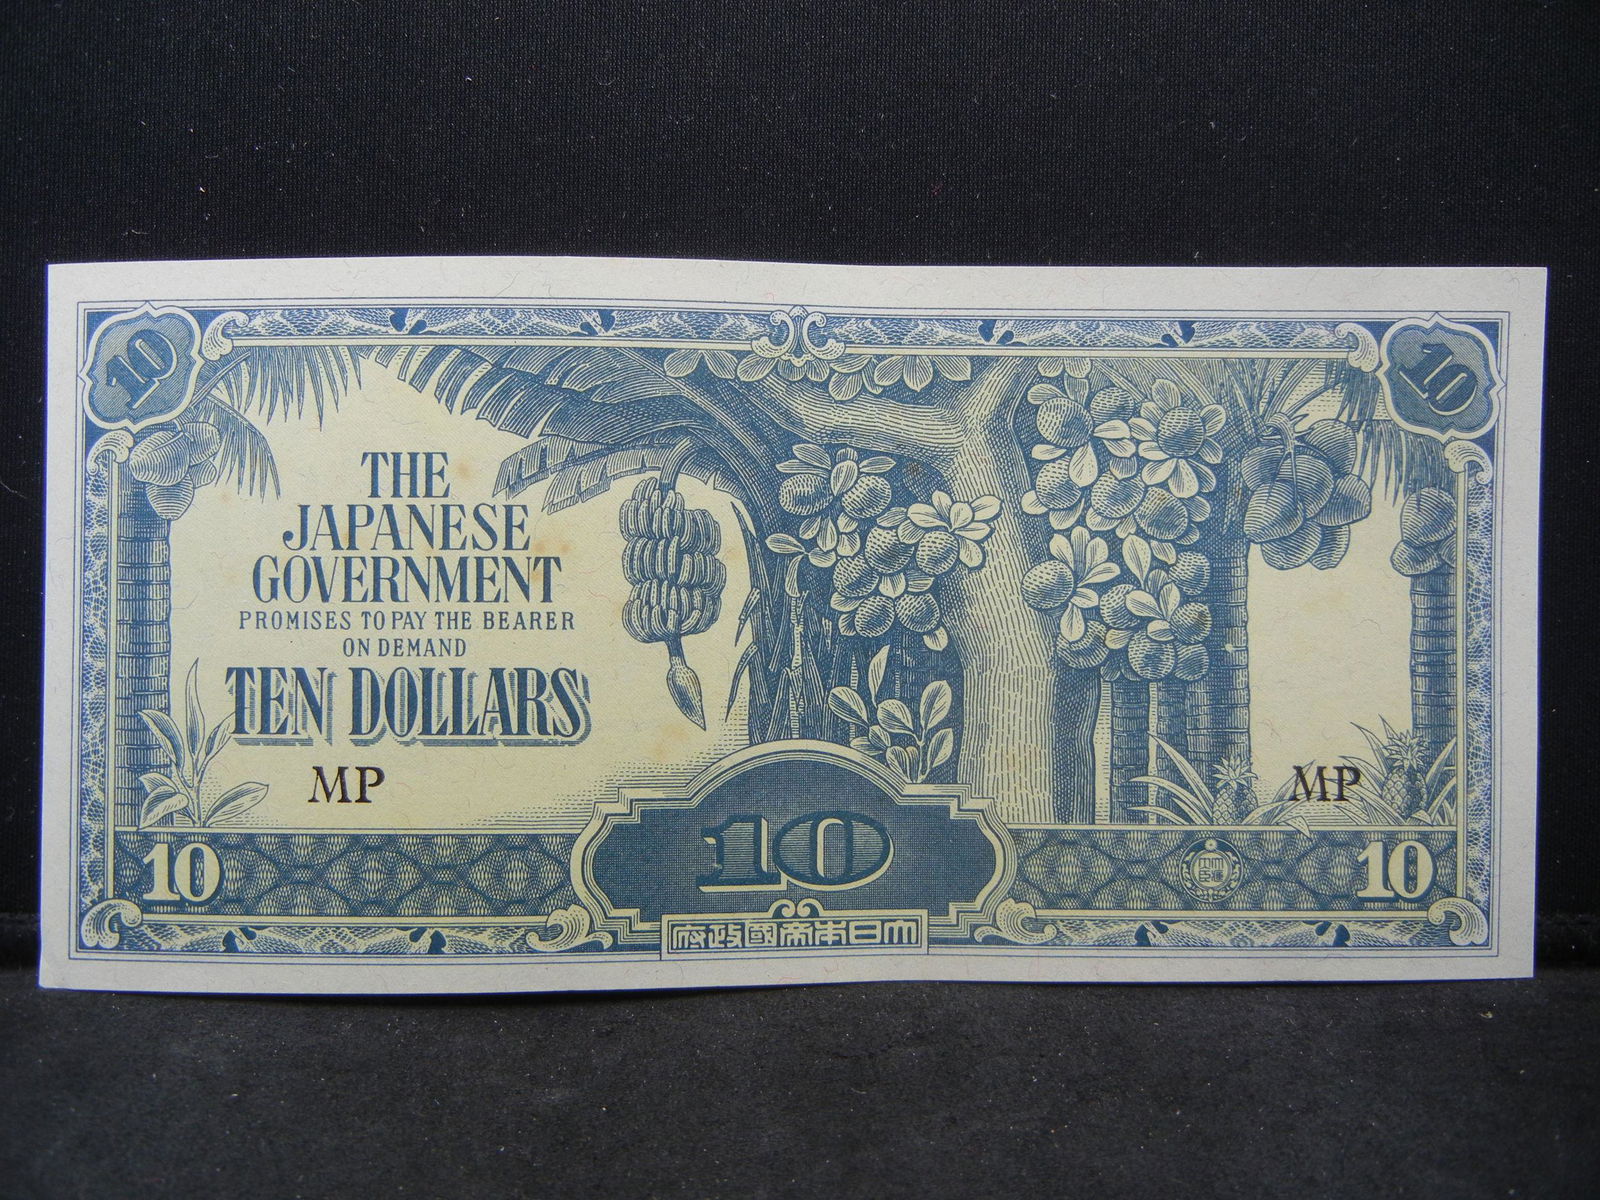 10
10
THE
JAPANESE
GOVERNMENT
PROMISES TO PAY THE BEARER
ON DEMAND
TEN DOLLARS
MP
MP
10
10
10
府政國帝本日大